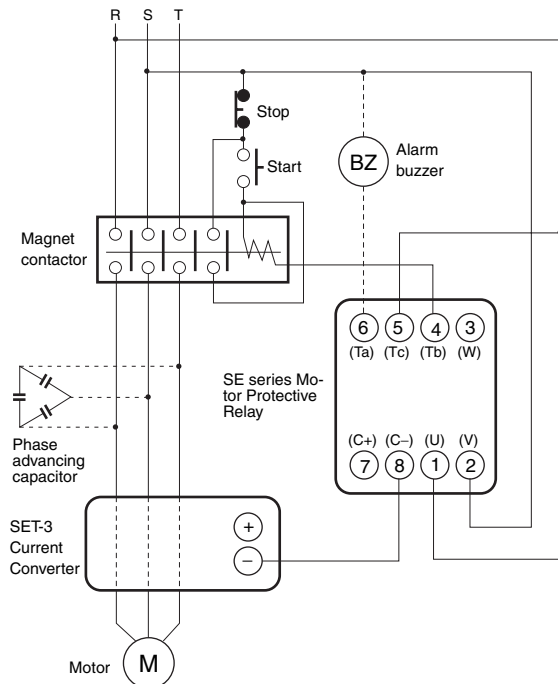 R S T
Stop
Start
BZ
Alarm
buzzer
Magnet
contactor
6 5 4 3
(Ta) (Tc) (Tb) (W)
SE series Mo-
tor Protective
Relay
(C+) (C−) (U) (V)
7 8 1 2
Phase
advancing
capacitor
SET-3
Current
Converter
+
−
Motor
M